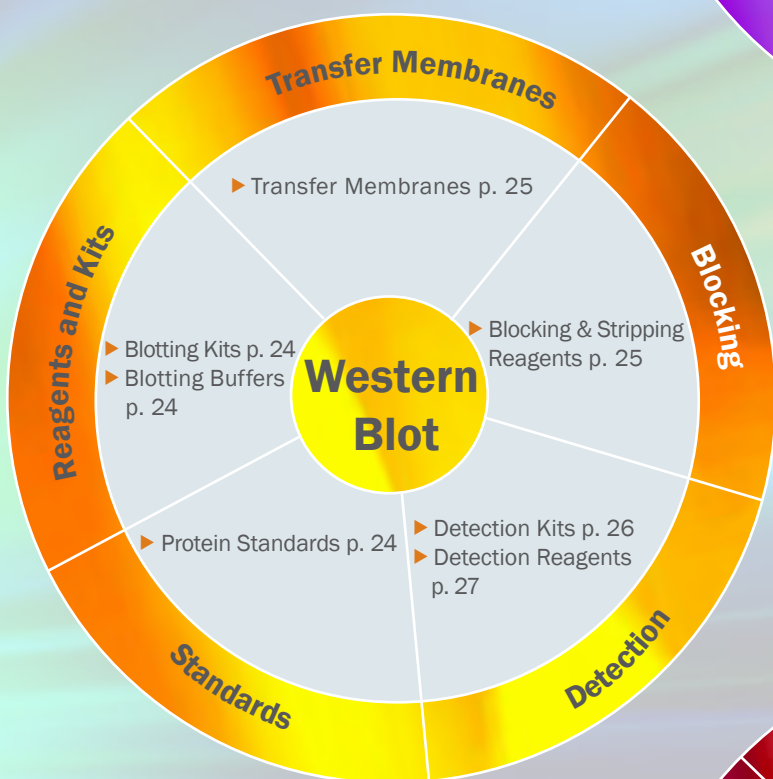 Transfer Membranes
▶ Transfer Membranes p. 25
Blocking
▶ Blocking & Stripping
Reagents p. 25
Detection
▶ Detection Kits p. 26
▶ Detection Reagents
p. 27
Standards
▶ Protein Standards p. 24
Reagents and Kits
▶ Blotting Kits p. 24
▶ Blotting Buffers
p. 24
Western
Blot